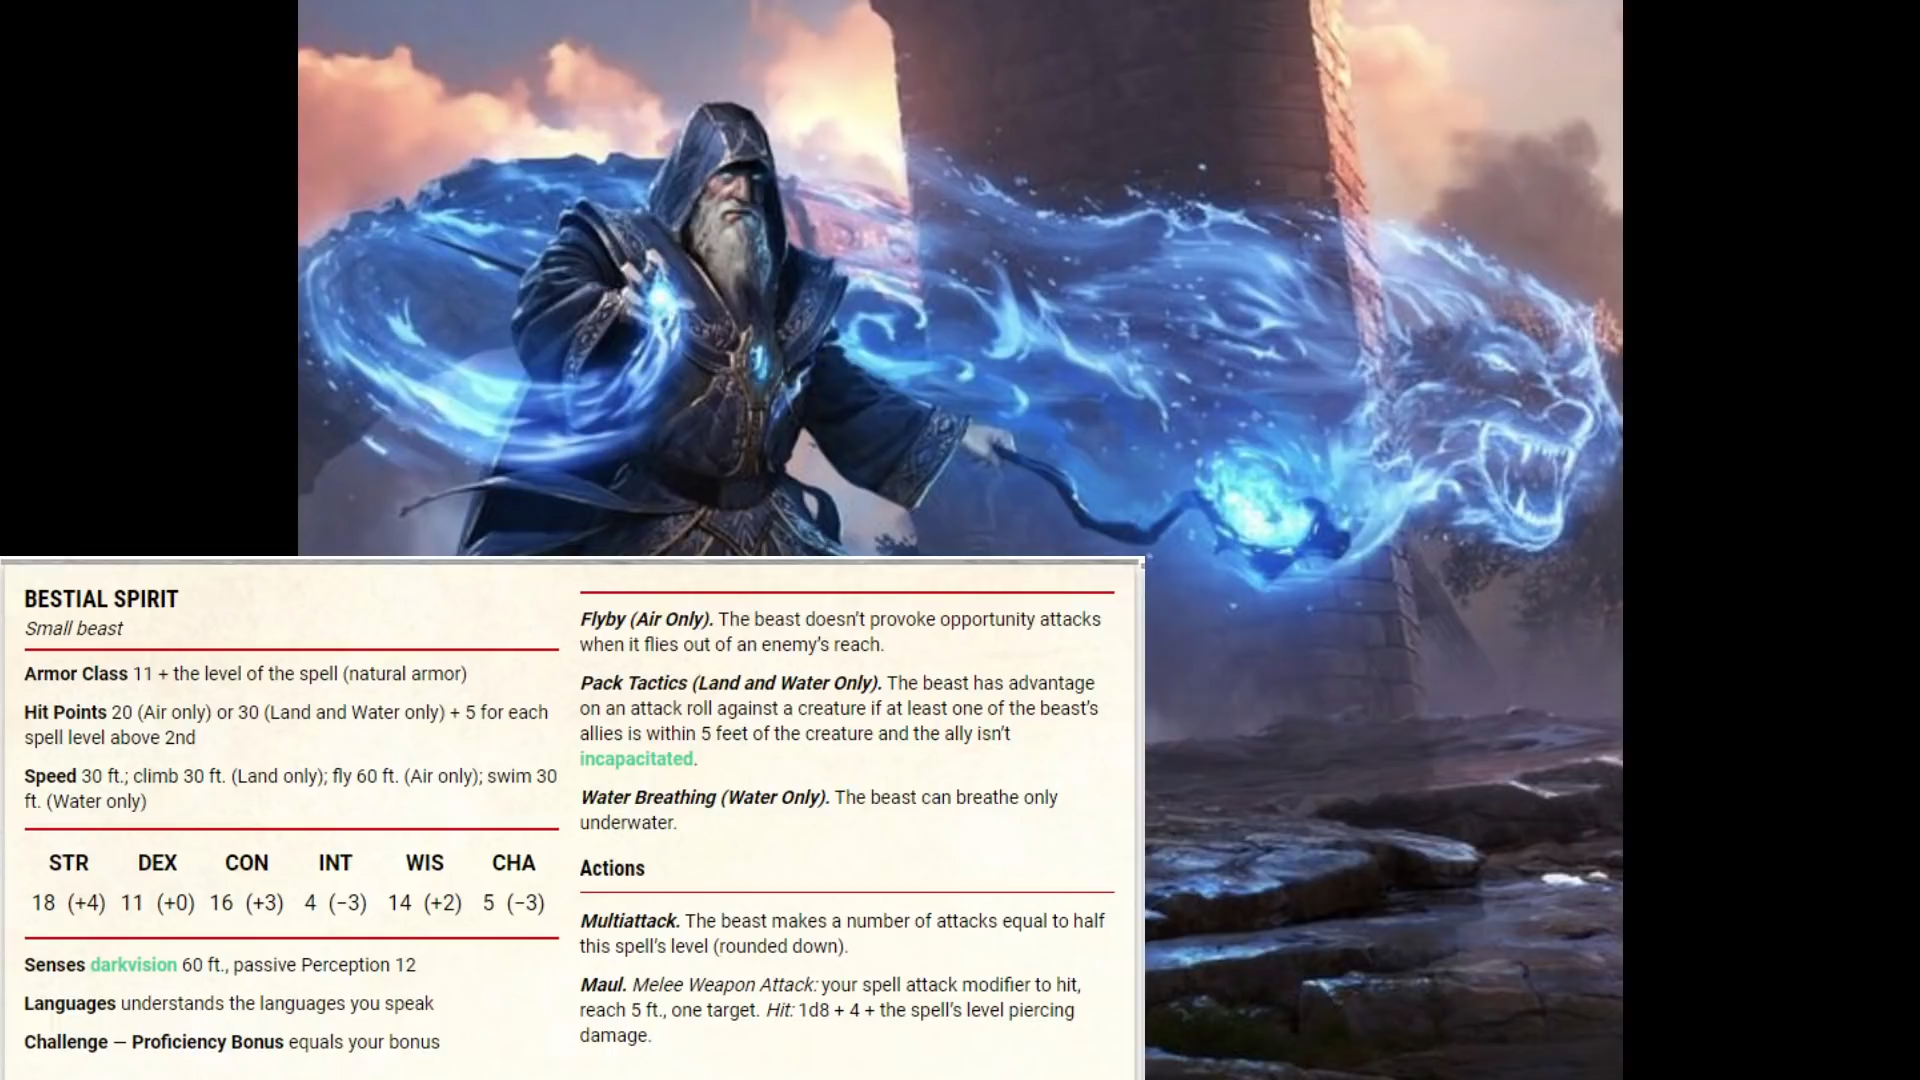 BESTIAL SPIRIT
Small beast
Armor Class 11 + the level of the spell (natural armor)
Hit Points 20 (Air only) or 30 (Land and Water only) + 5 for each
spell level above 2nd
Speed 30 ft.; climb 30 ft. (Land only); fly 60 ft. (Air only); swim 30
ft. (Water only)
STR DEX CON INT WIS CHA
18 (+4) 11 (+0) 16 (+3) 4 (−3) 14 (+2) 5 (−3)
Senses darkvision 60 ft., passive Perception 12
Languages understands the languages you speak
Challenge — Proficiency Bonus equals your bonus
Flyby (Air Only). The beast doesn’t provoke opportunity attacks
when it flies out of an enemy’s reach.
Pack Tactics (Land and Water Only). The beast has advantage
on an attack roll against a creature if at least one of the beast’s
allies is within 5 feet of the creature and the ally isn’t
incapacitated.
Water Breathing (Water Only). The beast can breathe only
underwater.
Actions
Multiattack. The beast makes a number of attacks equal to half
this spell’s level (rounded down).
Maul. Melee Weapon Attack: your spell attack modifier to hit,
reach 5 ft., one target. Hit: 1d8 + 4 + the spell’s level piercing
damage.